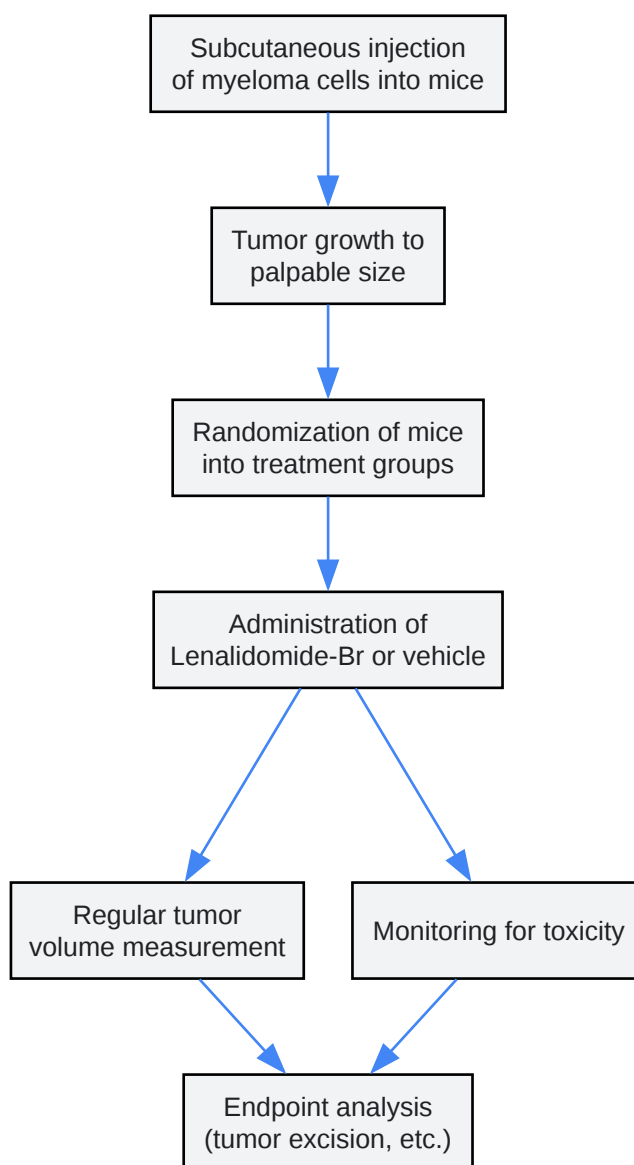 Subcutaneous injection
of myeloma cells into mice
Tumor growth to
palpable size
Randomization of mice
into treatment groups
Administration of
Lenalidomide-Br or vehicle
Regular tumor
volume measurement
Monitoring for toxicity
Endpoint analysis
(tumor excision, etc.)